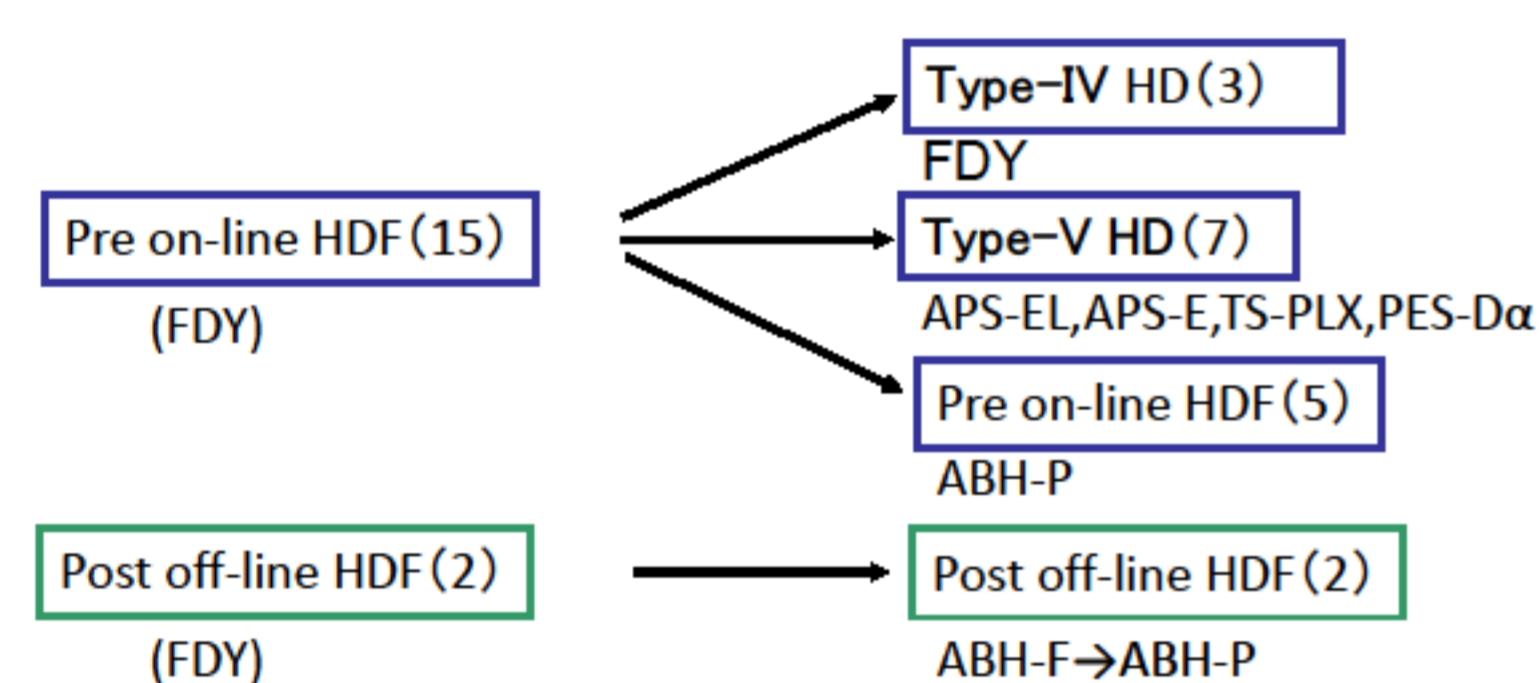 Type-IV HD(3)
FDY
Pre on-line HDF(15)
(FDY)
Type-V HD(7)
APS-EL,APS-E,TS-PLX,PES-Dα
Pre on-line HDF(5)
ABH-P
Post off-line HDF(2)
(FDY)
Post off-line HDF(2)
ABH-F→ABH-P